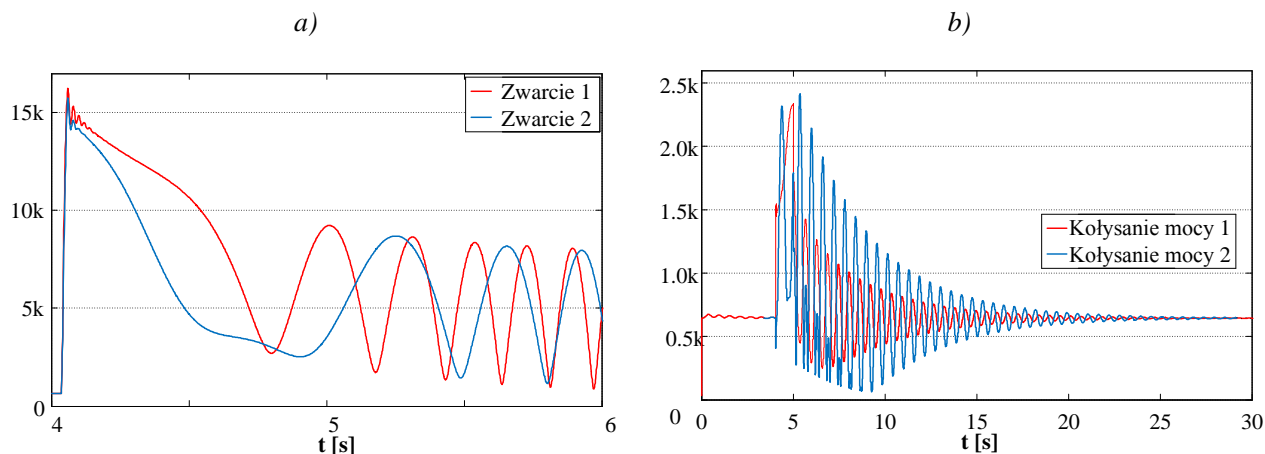 a)
15k
10k
5k
0
4
5
6
t [s]
Zwarcie 1
Zwarcie 2
b)
2.5k
2.0k
1.5k
1.0k
0.5k
0
0
5
10
15
20
25
30
t [s]
Kołysanie mocy 1
Kołysanie mocy 2